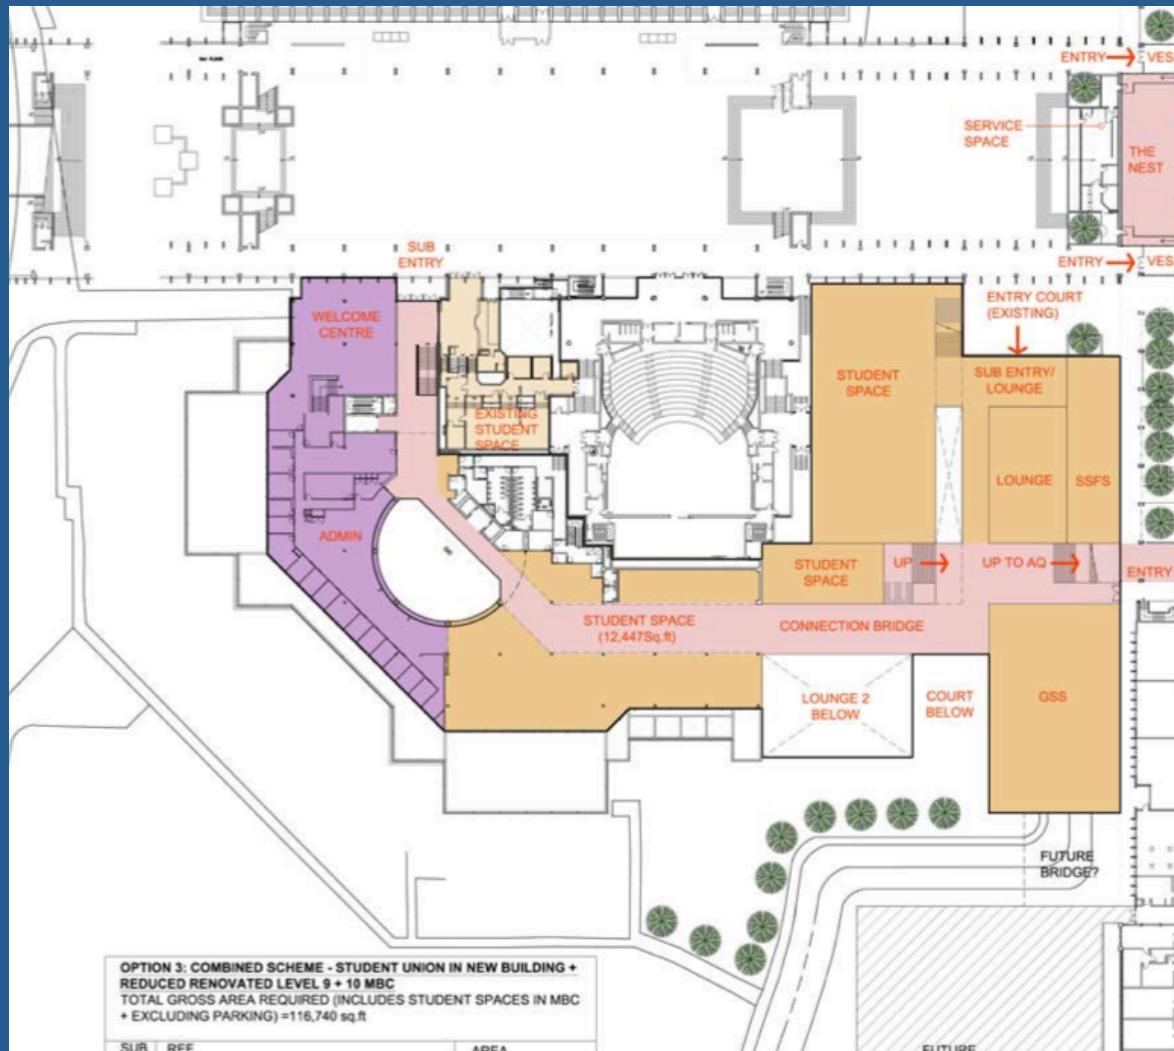 ENTRY
VES
SERVICE
SPACE
THE
NEST
SUB
ENTRY
ENTRY
VES
WELCOME
CENTRE
ENTRY COURT
(EXISTING)
STUDENT
SPACE
SUB ENTRY/
LOUNGE
EXISTING
STUDENT
SPACE
LOUNGE
SSFS
ADMIN
STUDENT
SPACE
UP
UP TO AQ
ENTRY
STUDENT SPACE
(12,447Sq.ft)
CONNECTION BRIDGE
LOUNGE 2
BELOW
COURT
BELOW
GSS
FUTURE
BRIDGE?
OPTION 3: COMBINED SCHEME - STUDENT UNION IN NEW BUILDING +
REDUCED RENOVATED LEVEL 9 + 10 MBC
TOTAL GROSS AREA REQUIRED (INCLUDES STUDENT SPACES IN MBC
+ EXCLUDING PARKING) =116,740 sq.ft
SUB REF AREA
FUTURE